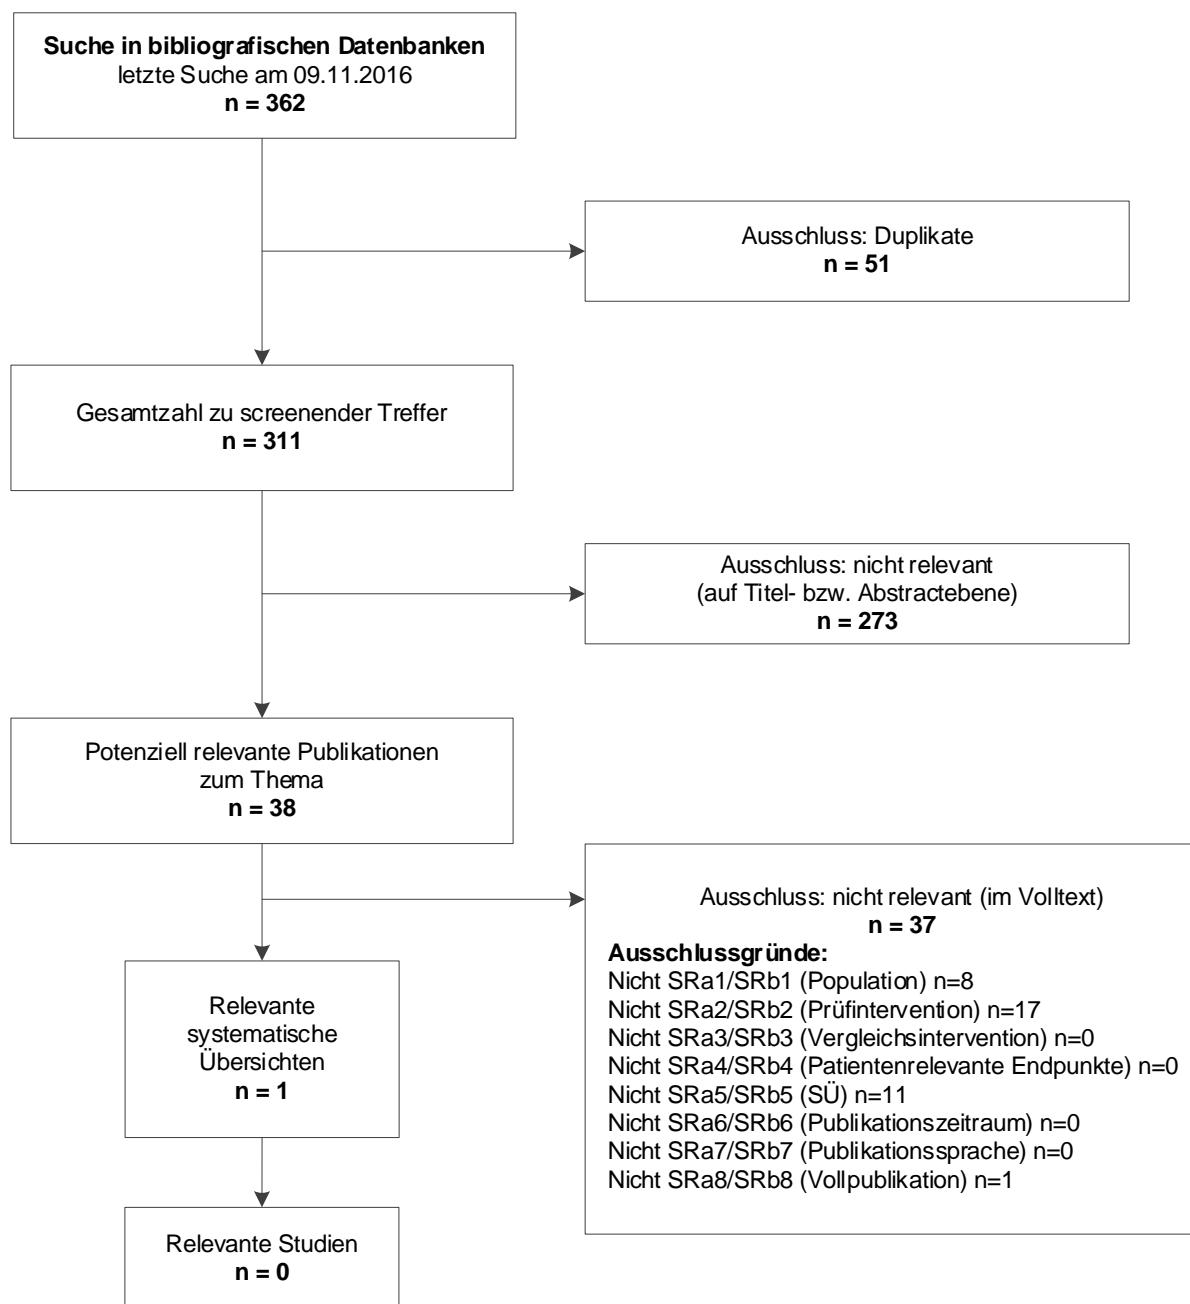 Suche in bibliografischen Datenbanken
letzte Suche am 09.11.2016
n = 362
Ausschluss: Duplikate
n = 51
Gesamtzahl zu screenender Treffer
n = 311
Ausschluss: nicht relevant
(auf Titel- bzw. Abstractebene)
n = 273
Potenziell relevante Publikationen
zum Thema
n = 38
Ausschluss: nicht relevant (im Volltext)
n = 37
Ausschlussgründe:
Nicht SRa1/SRb1 (Population) n=8
Nicht SRa2/SRb2 (Prüfintervention) n=17
Nicht SRa3/SRb3 (Vergleichsintervention) n=0
Nicht SRa4/SRb4 (Patientenrelevante Endpunkte) n=0
Nicht SRa5/SRb5 (SÜ) n=11
Nicht SRa6/SRb6 (Publikationszeitraum) n=0
Nicht SRa7/SRb7 (Publikationssprache) n=0
Nicht SRa8/SRb8 (Vollpublikation) n=1
Relevante
systematische
Übersichten
n = 1
Relevante Studien
n = 0